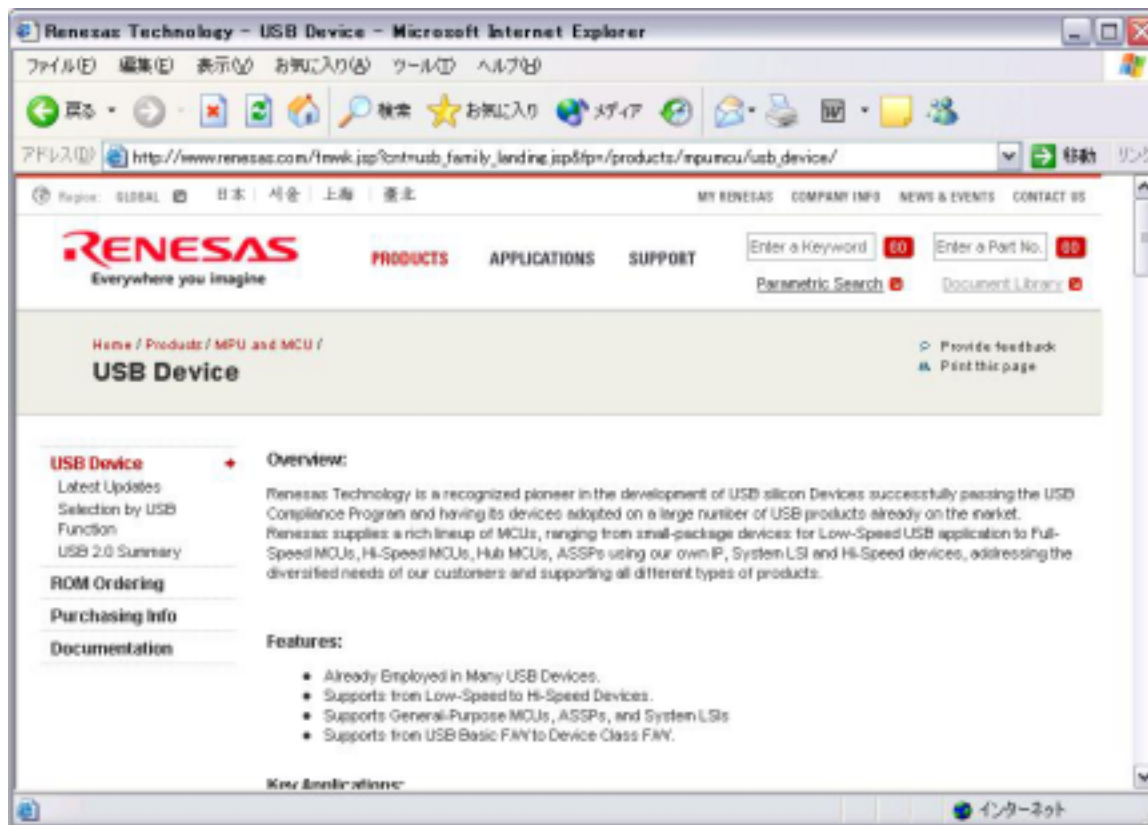 Renesas Technology - USB Device - Microsoft Internet Explorer
ファイル(F) 編集(E) 表示(V) お気に入り(A) ツール(T) ヘルプ(H)
戻る 検索 お気に入り メディア
アドレス(D) http://www.renesas.com/fmwk.jsp?cnt=usb_family_landing.jsp&fp=/products/mpumcu/usb_device/ 移動 リンク
Region: GLOBAL 日本 서울 上海 臺北 MY RENESAS COMPANY INFO NEWS & EVENTS CONTACT US
RENESAS PRODUCTS APPLICATIONS SUPPORT Enter a Keyword GO Enter a Part No. GO
Everywhere you imagine Parametric Search Document Library
Home / Products / MPU and MCU / Provide feedback
USB Device Print this page
USB Device
Latest Updates
Selection by USB
Function
USB 2.0 Summary
ROM Ordering
Purchasing Info
Documentation
Overview:
Renesas Technology is a recognized pioneer in the development of USB silicon Devices successfully passing the USB
Compliance Program and having its devices adopted on a large number of USB products already on the market.
Renesas supplies a rich lineup of MCUs, ranging from small-package devices for Low-Speed USB application to Full-
Speed MCUs, Hi-Speed MCUs, Hub MCUs, ASSPs using our own IP, System LSI and Hi-Speed devices, addressing the
diversified needs of our customers and supporting all different types of products.
Features:
Already Employed in Many USB Devices.
Supports from Low-Speed to Hi-Speed Devices.
Supports General-Purpose MCUs, ASSPs, and System LSIs
Supports from USB Basic F/W to Device Class F/W.
Key Applications:
インターネット